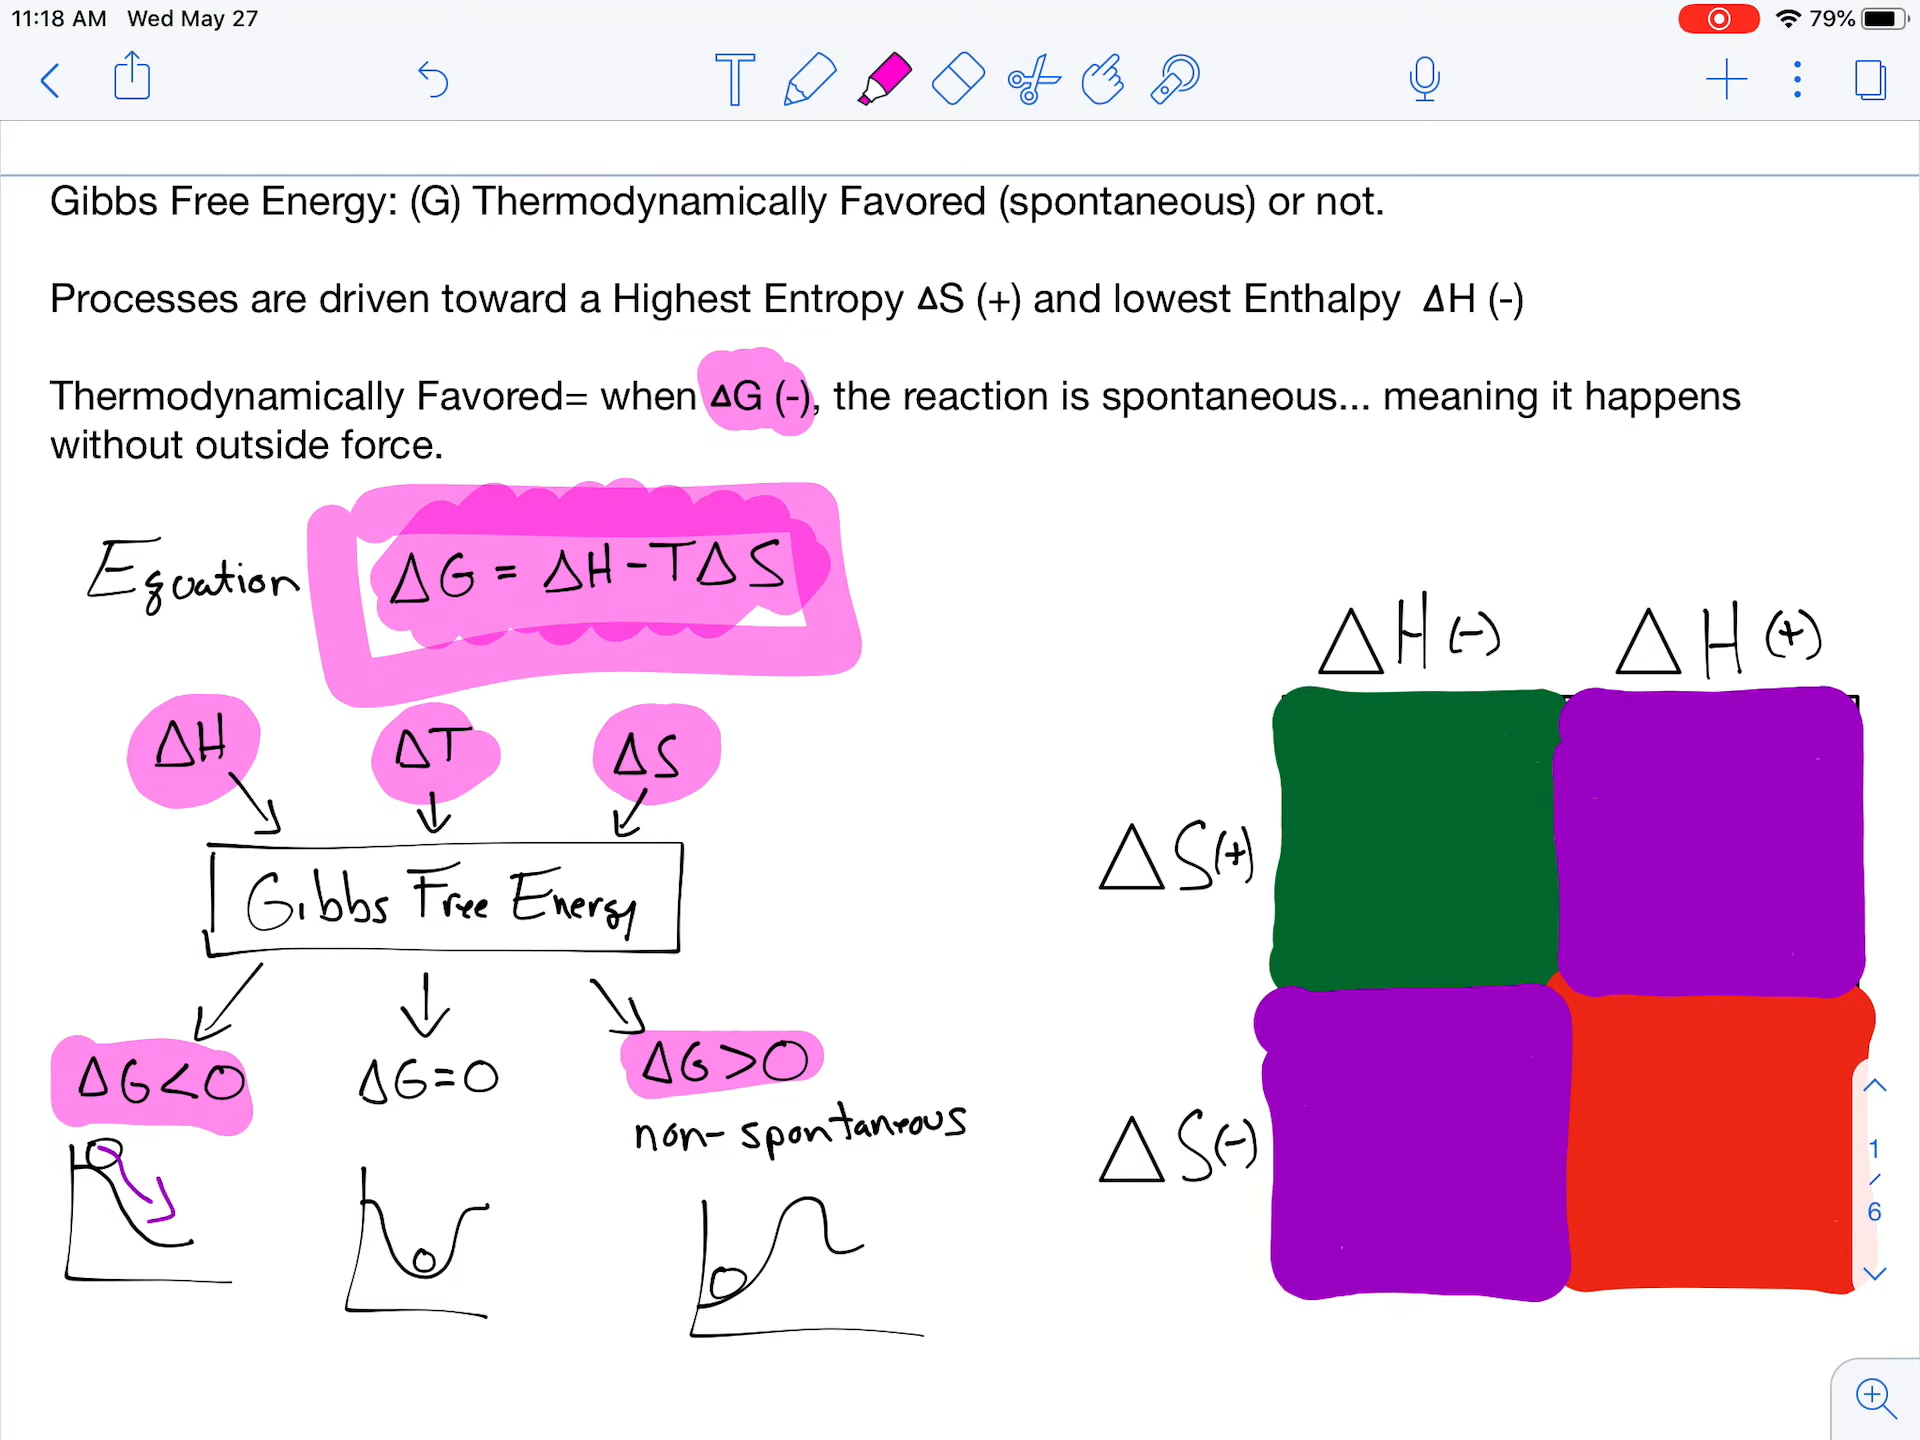 11:18 AM Wed May 27
79%
Gibbs Free Energy: (G) Thermodynamically Favored (spontaneous) or not.
Processes are driven toward a Highest Entropy ΔS (+) and lowest Enthalpy ΔH (-)
Thermodynamically Favored= when ΔG (-), the reaction is spontaneous... meaning it happens
without outside force.
Equation ΔG = ΔH-TΔS
ΔH ΔT ΔS
Gibbs Free Energy
ΔG<0 ΔG=0 ΔG>0
non-spontaneous
ΔH (-) ΔH (+)
ΔS(+)
ΔS(-)
1
/
6